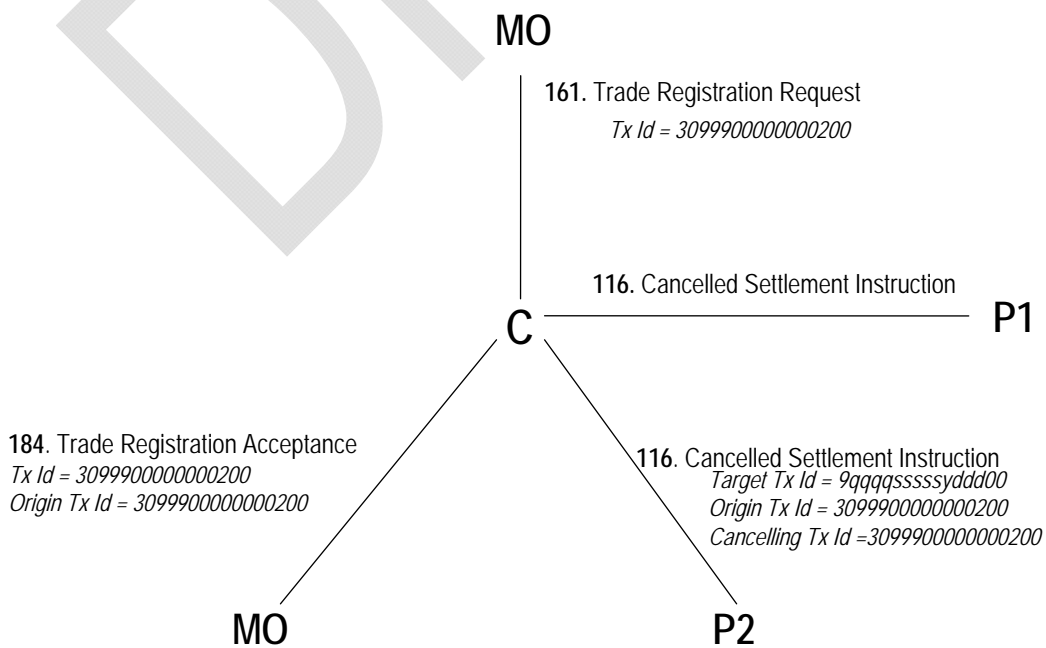 MO
161. Trade Registration Request
Tx Id = 3099900000000200
116. Cancelled Settlement Instruction
P1
C
184. Trade Registration Acceptance
Tx Id = 3099900000000200
Origin Tx Id = 3099900000000200
116. Cancelled Settlement Instruction
Target Tx Id = 9qqqqsssssyddd00
Origin Tx Id = 3099900000000200
Cancelling Tx Id =3099900000000200
MO
P2